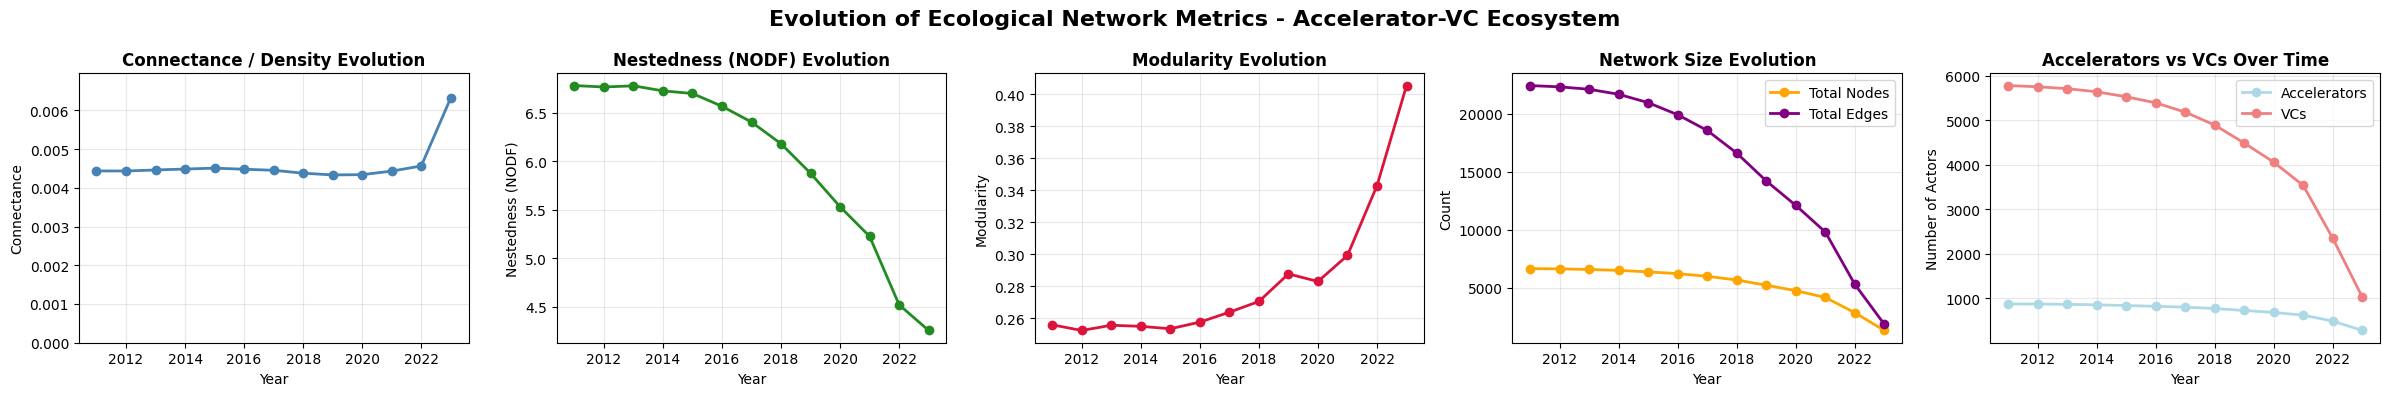 Evolution of Ecological Network Metrics - Accelerator-VC Ecosystem
Connectance / Density Evolution
Connectance
0.006
0.005
0.004
0.003
0.002
0.001
0.000
2012 2014 2016 2018 2020 2022
Year
Nestedness (NODF) Evolution
Nestedness (NODF)
6.5
6.0
5.5
5.0
4.5
2012 2014 2016 2018 2020 2022
Year
Modularity Evolution
Modularity
0.40
0.38
0.36
0.34
0.32
0.30
0.28
0.26
2012 2014 2016 2018 2020 2022
Year
Network Size Evolution
Total Nodes
Total Edges
Count
20000
15000
10000
5000
2012 2014 2016 2018 2020 2022
Year
Accelerators vs VCs Over Time
Accelerators
VCs
Number of Actors
6000
5000
4000
3000
2000
1000
2012 2014 2016 2018 2020 2022
Year